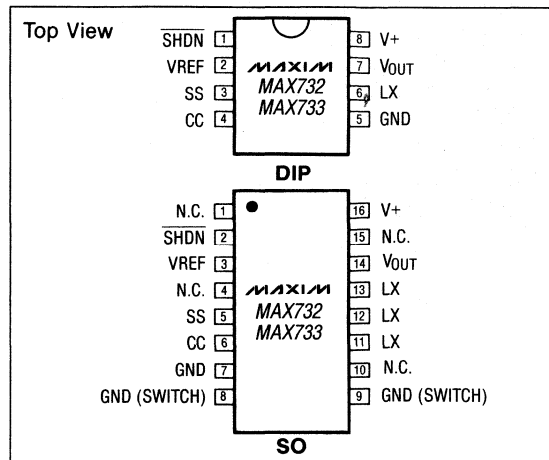 Top View
SHDN 1 8 V+
VREF 2 MAXIM 7 VOUT
SS 3 MAX732 6 LX
CC 4 MAX733 5 GND
DIP
N.C. 1 16 V+
SHDN 2 15 N.C.
VREF 3 14 VOUT
N.C. 4 MAXIM 13 LX
SS 5 MAX732 12 LX
CC 6 MAX733 11 LX
GND 7 10 N.C.
GND (SWITCH) 8 9 GND (SWITCH)
SO